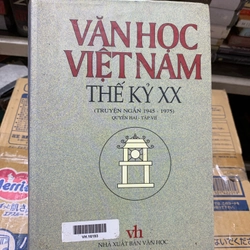 VĂN HỌC
VIỆT NAM
THẾ KỶ XX
(TRUYỆN NGẮN 1945 - 1975)
QUYỂN HAI - TẬP VII
vh
NHÀ XUẤT BẢN VĂN HỌC
Merries